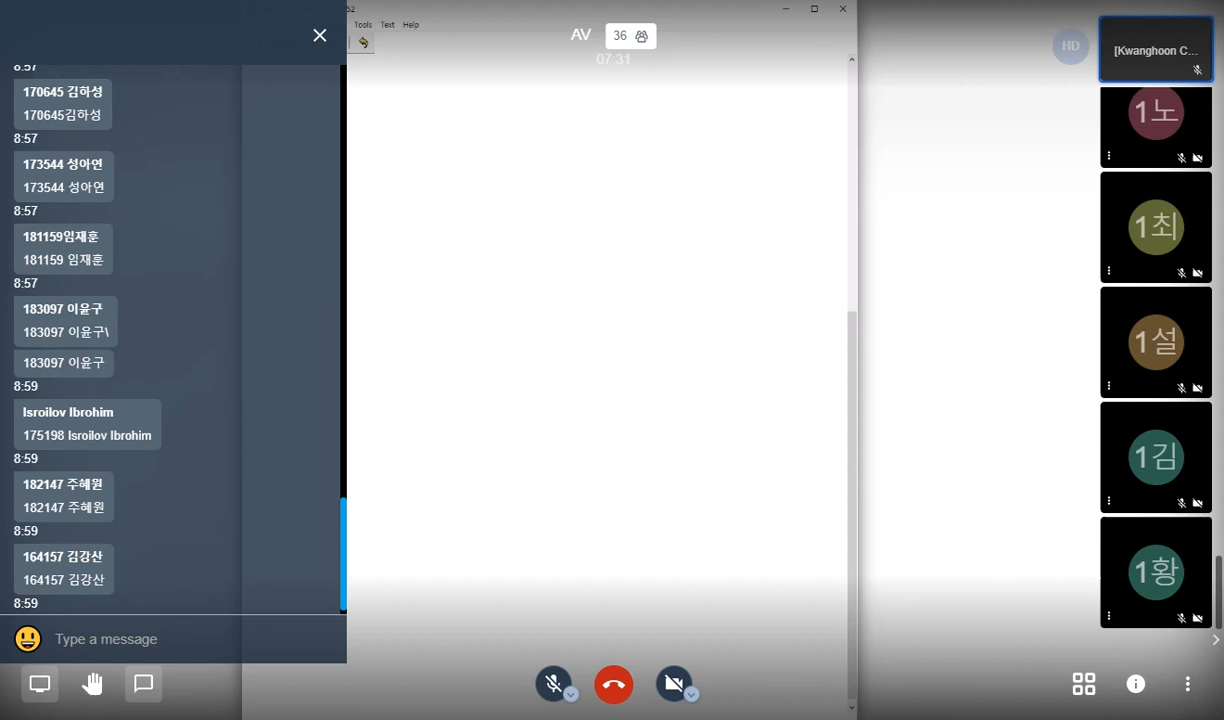 8:57
170645 김하성
170645김하성
8:57
173544 성아연
173544 성아연
8:57
181159임재훈
181159 임재훈
8:57
183097 이윤구
183097 이윤구\
183097 이윤구
8:59
Isroilov Ibrohim
175198 Isroilov Ibrohim
8:59
182147 주혜원
182147 주혜원
8:59
164157 김강산
164157 김강산
8:59
Type a message
52
Tools Text Help
AV 36
07:31
HD
[Kwanghoon C...
1노
1최
1설
1김
1황